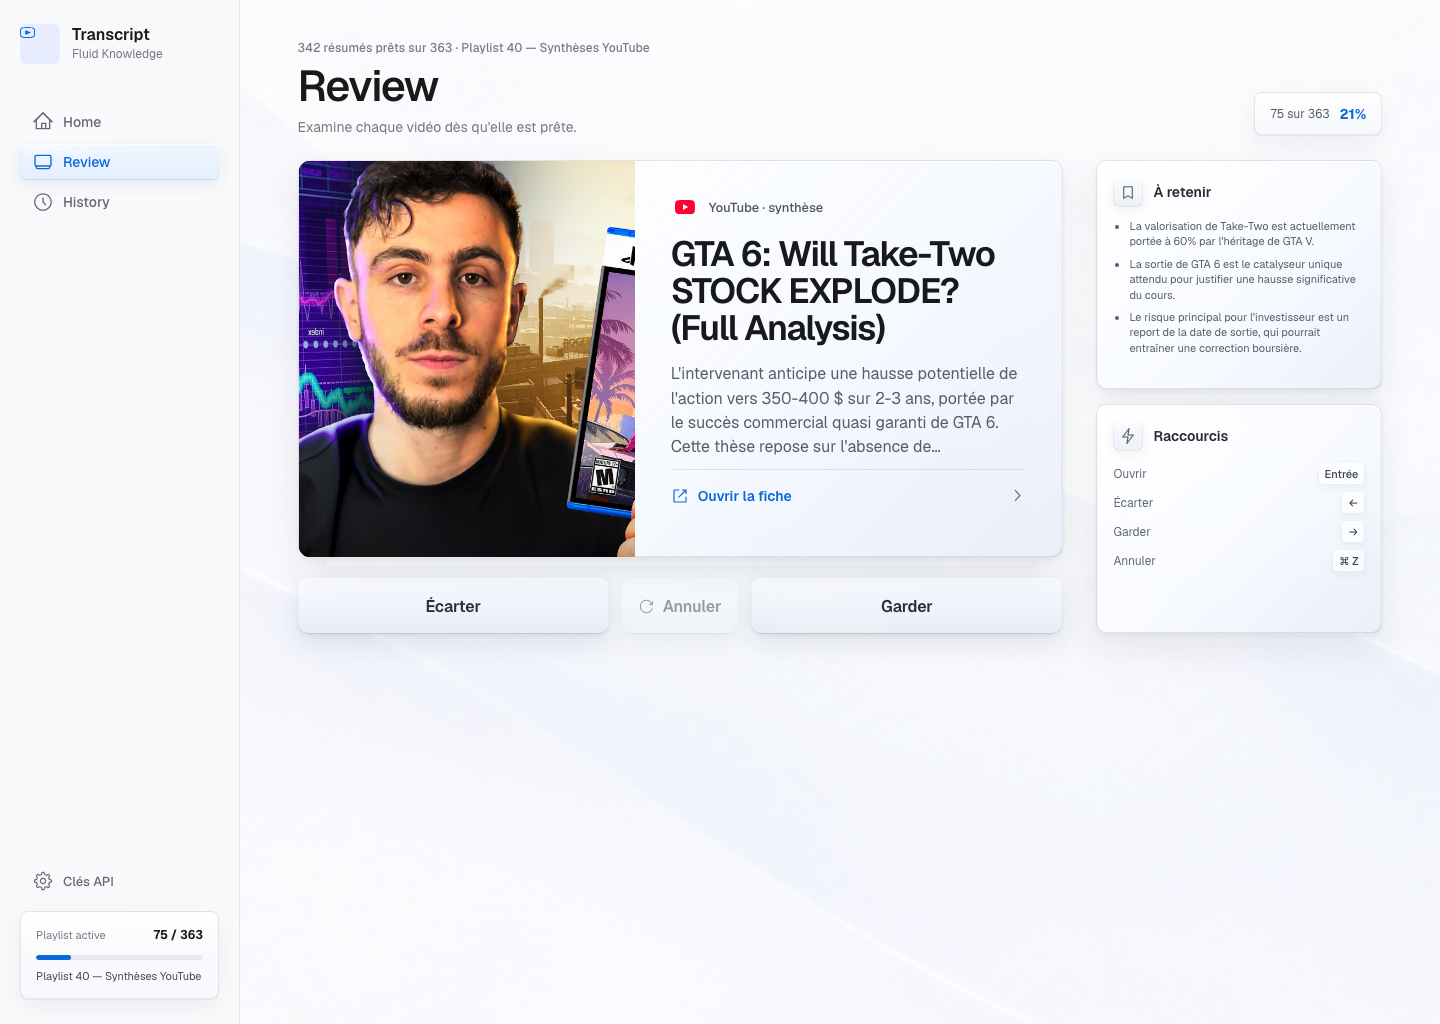 Transcript
Fluid Knowledge
Home
Review
History
Clés API
Playlist active
75 / 363
Playlist 40 — Synthèses YouTube
342 résumés prêts sur 363 · Playlist 40 — Synthèses YouTube
Review
Examine chaque vidéo dès qu'elle est prête.
75 sur 363 21%
index
M
ESRB
YouTube · synthèse
GTA 6: Will Take-Two
STOCK EXPLODE?
(Full Analysis)
L'intervenant anticipe une hausse potentielle de
l'action vers 350-400 $ sur 2-3 ans, portée par
le succès commercial quasi garanti de GTA 6.
Cette thèse repose sur l'absence de…
Ouvrir la fiche
Écarter
Annuler
Garder
À retenir
La valorisation de Take-Two est actuellement
portée à 60% par l'héritage de GTA V.
La sortie de GTA 6 est le catalyseur unique
attendu pour justifier une hausse significative
du cours.
Le risque principal pour l'investisseur est un
report de la date de sortie, qui pourrait
entraîner une correction boursière.
Raccourcis
Ouvrir Entrée
Écarter ←
Garder →
Annuler ⌘ Z